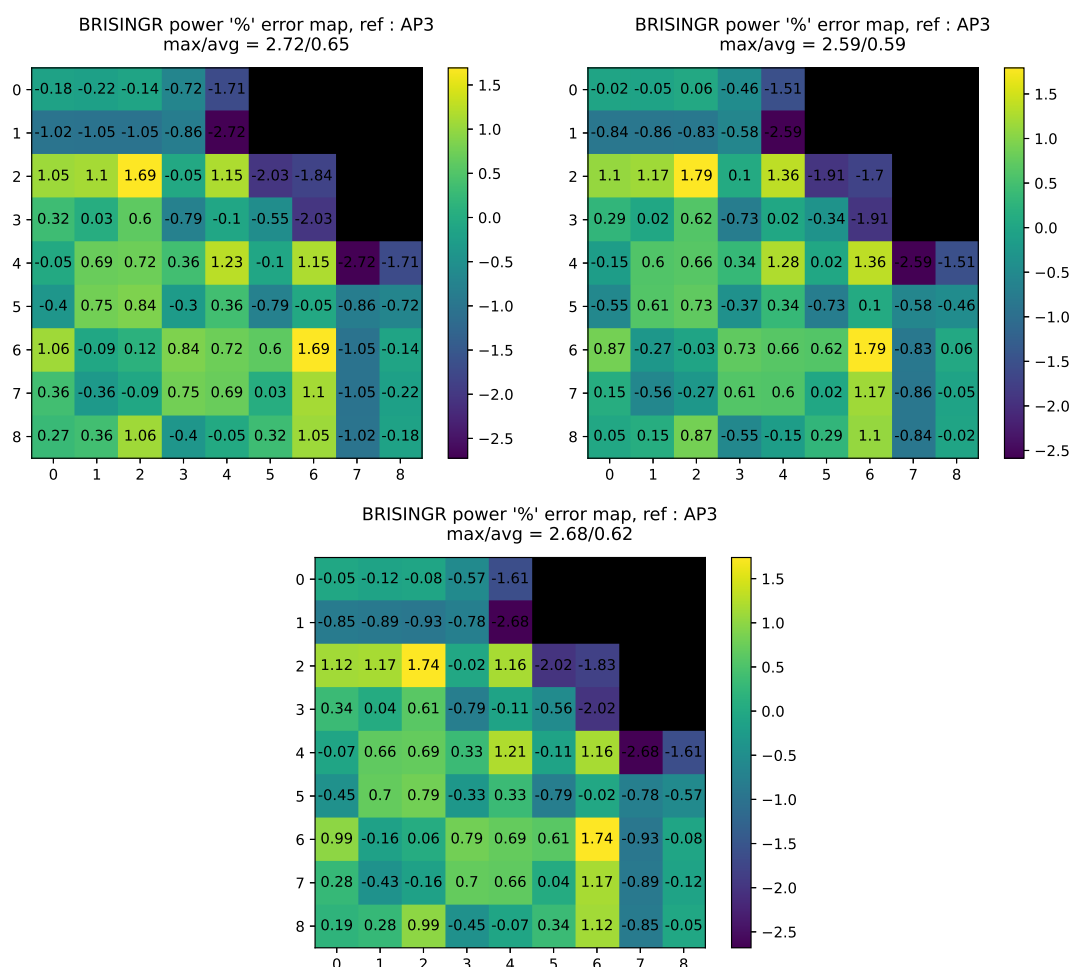 BRISINGR power '%' error map, ref : AP3
max/avg = 2.72/0.65
0 -0.18 -0.22 -0.14 -0.72 -1.71
1 -1.02 -1.05 -1.05 -0.86 -2.72
2 1.05 1.1 1.69 -0.05 1.15 -2.03 -1.84
3 0.32 0.03 0.6 -0.79 -0.1 -0.55 -2.03
4 -0.05 0.69 0.72 0.36 1.23 -0.1 1.15 -2.72 -1.71
5 -0.4 0.75 0.84 -0.3 0.36 -0.79 -0.05 -0.86 -0.72
6 1.06 -0.09 0.12 0.84 0.72 0.6 1.69 -1.05 -0.14
7 0.36 -0.36 -0.09 0.75 0.69 0.03 1.1 -1.05 -0.22
8 0.27 0.36 1.06 -0.4 -0.05 0.32 1.05 -1.02 -0.18
0 1 2 3 4 5 6 7 8
1.5
1.0
0.5
0.0
−0.5
−1.0
−1.5
−2.0
−2.5
BRISINGR power '%' error map, ref : AP3
max/avg = 2.59/0.59
0 -0.02 -0.05 0.06 -0.46 -1.51
1 -0.84 -0.86 -0.83 -0.58 -2.59
2 1.1 1.17 1.79 0.1 1.36 -1.91 -1.7
3 0.29 0.02 0.62 -0.73 0.02 -0.34 -1.91
4 -0.15 0.6 0.66 0.34 1.28 0.02 1.36 -2.59 -1.51
5 -0.55 0.61 0.73 -0.37 0.34 -0.73 0.1 -0.58 -0.46
6 0.87 -0.27 -0.03 0.73 0.66 0.62 1.79 -0.83 0.06
7 0.15 -0.56 -0.27 0.61 0.6 0.02 1.17 -0.86 -0.05
8 0.05 0.15 0.87 -0.55 -0.15 0.29 1.1 -0.84 -0.02
0 1 2 3 4 5 6 7 8
1.5
1.0
0.5
0.0
−0.5
−1.0
−1.5
−2.0
−2.5
BRISINGR power '%' error map, ref : AP3
max/avg = 2.68/0.62
0 -0.05 -0.12 -0.08 -0.57 -1.61
1 -0.85 -0.89 -0.93 -0.78 -2.68
2 1.12 1.17 1.74 -0.02 1.16 -2.02 -1.83
3 0.34 0.04 0.61 -0.79 -0.11 -0.56 -2.02
4 -0.07 0.66 0.69 0.33 1.21 -0.11 1.16 -2.68 -1.61
5 -0.45 0.7 0.79 -0.33 0.33 -0.79 -0.02 -0.78 -0.57
6 0.99 -0.16 0.06 0.79 0.69 0.61 1.74 -0.93 -0.08
7 0.28 -0.43 -0.16 0.7 0.66 0.04 1.17 -0.89 -0.12
8 0.19 0.28 0.99 -0.45 -0.07 0.34 1.12 -0.85 -0.05
0 1 2 3 4 5 6 7 8
1.5
1.0
0.5
0.0
−0.5
−1.0
−1.5
−2.0
−2.5